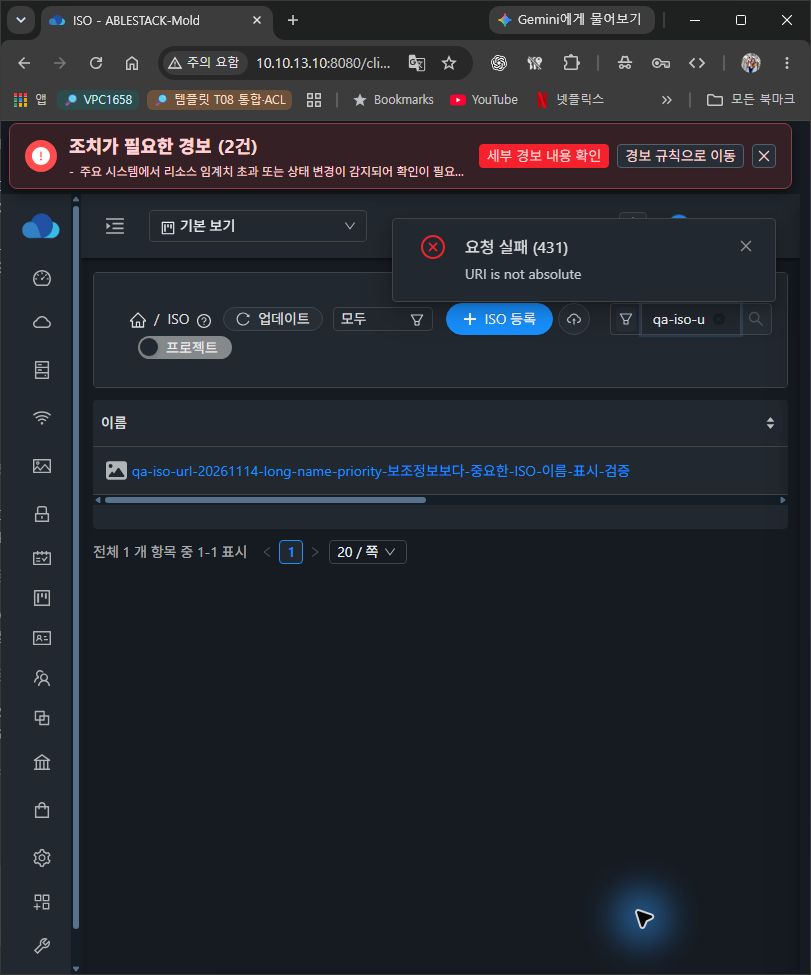 ISO - ABLESTACK-Mold
Gemini에게 물어보기
주의 요함 10.10.13.10:8080/cli...
앱 VPC1658 템플릿 T08 통합·ACL Bookmarks YouTube 넷플릭스 » 모든 북마크
조치가 필요한 경보 (2건)
- 주요 시스템에서 리소스 임계치 초과 또는 상태 변경이 감지되어 확인이 필요...
세부 경보 내용 확인 경보 규칙으로 이동
기본 보기
요청 실패 (431)
URI is not absolute
/ ISO 업데이트 모두 + ISO 등록 qa-iso-u
프로젝트
이름
qa-iso-url-20261114-long-name-priority-보조정보보다-중요한-ISO-이름-표시-검증
전체 1 개 항목 중 1-1 표시 < 1 > 20 / 쪽